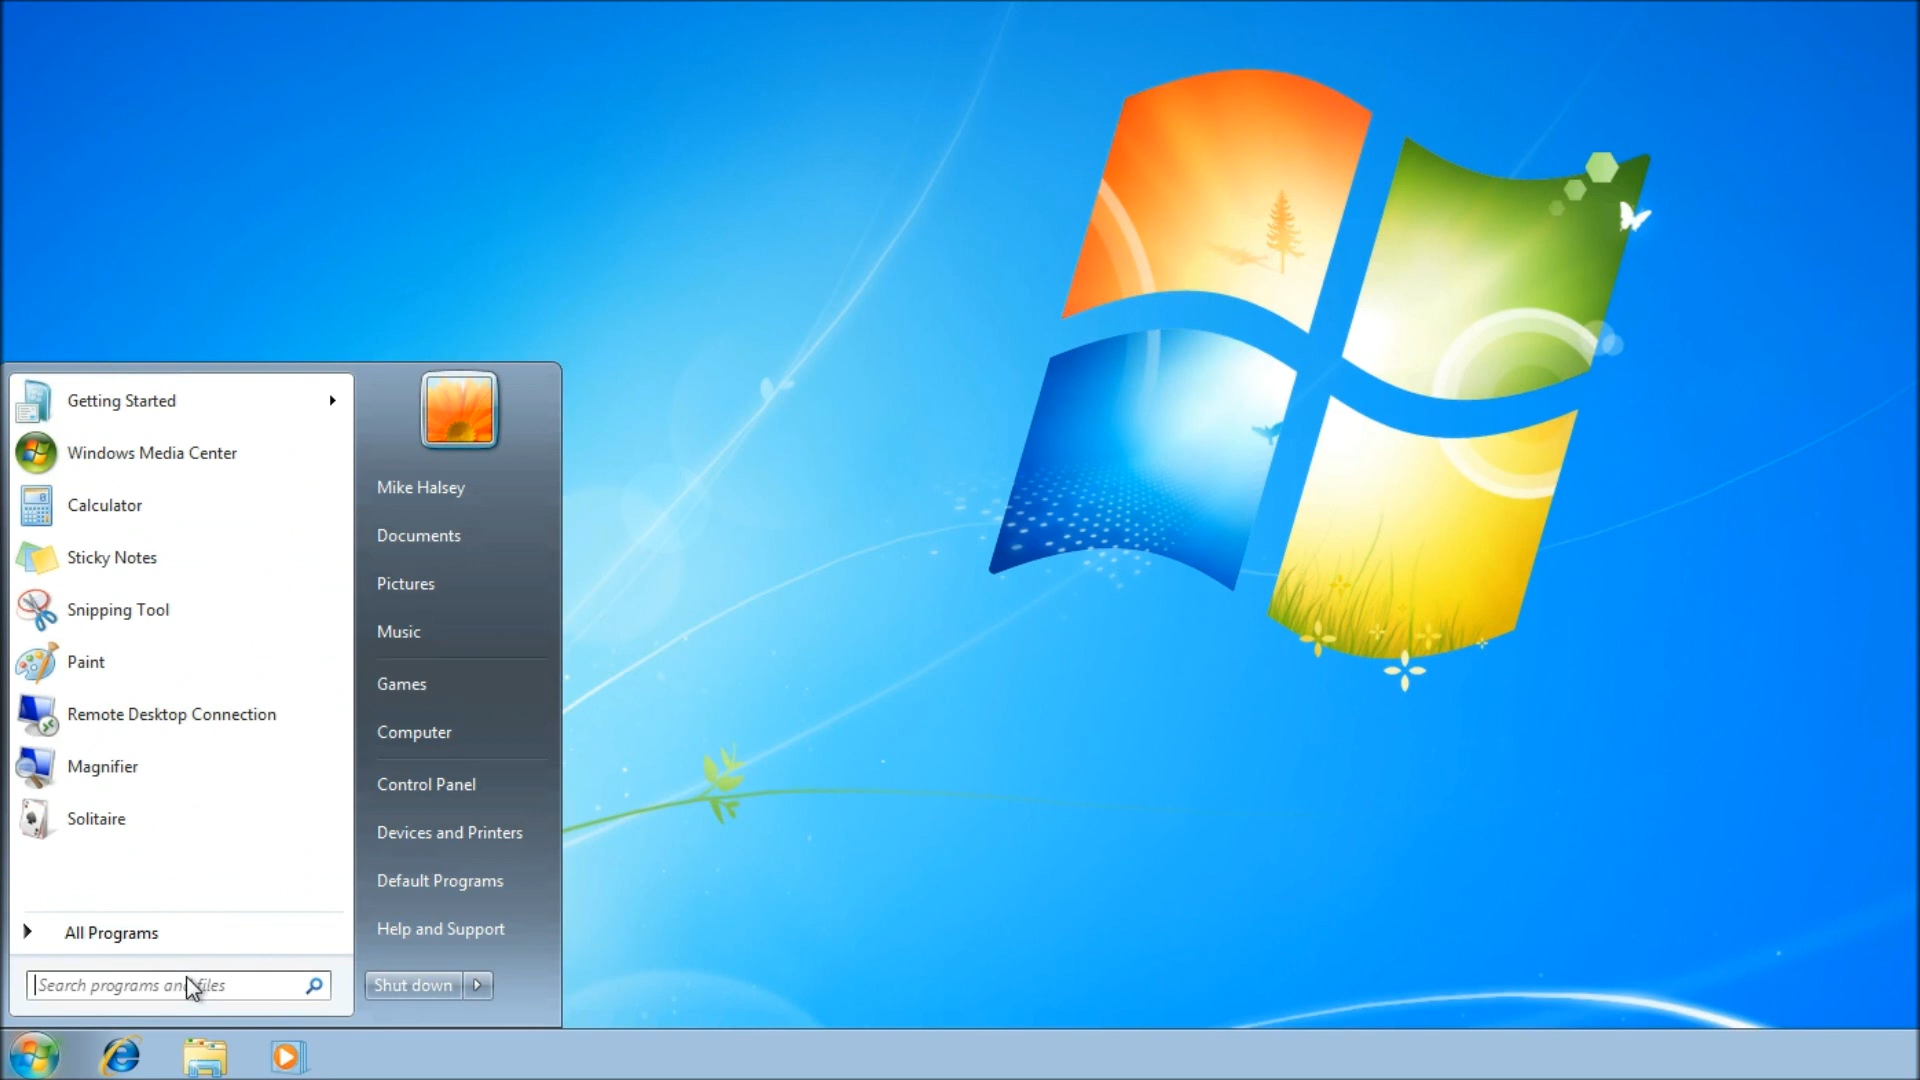 Getting Started
Windows Media Center
Calculator
Sticky Notes
Snipping Tool
Paint
Remote Desktop Connection
Magnifier
Solitaire
All Programs
Search programs and files
Mike Halsey
Documents
Pictures
Music
Games
Computer
Control Panel
Devices and Printers
Default Programs
Help and Support
Shut down